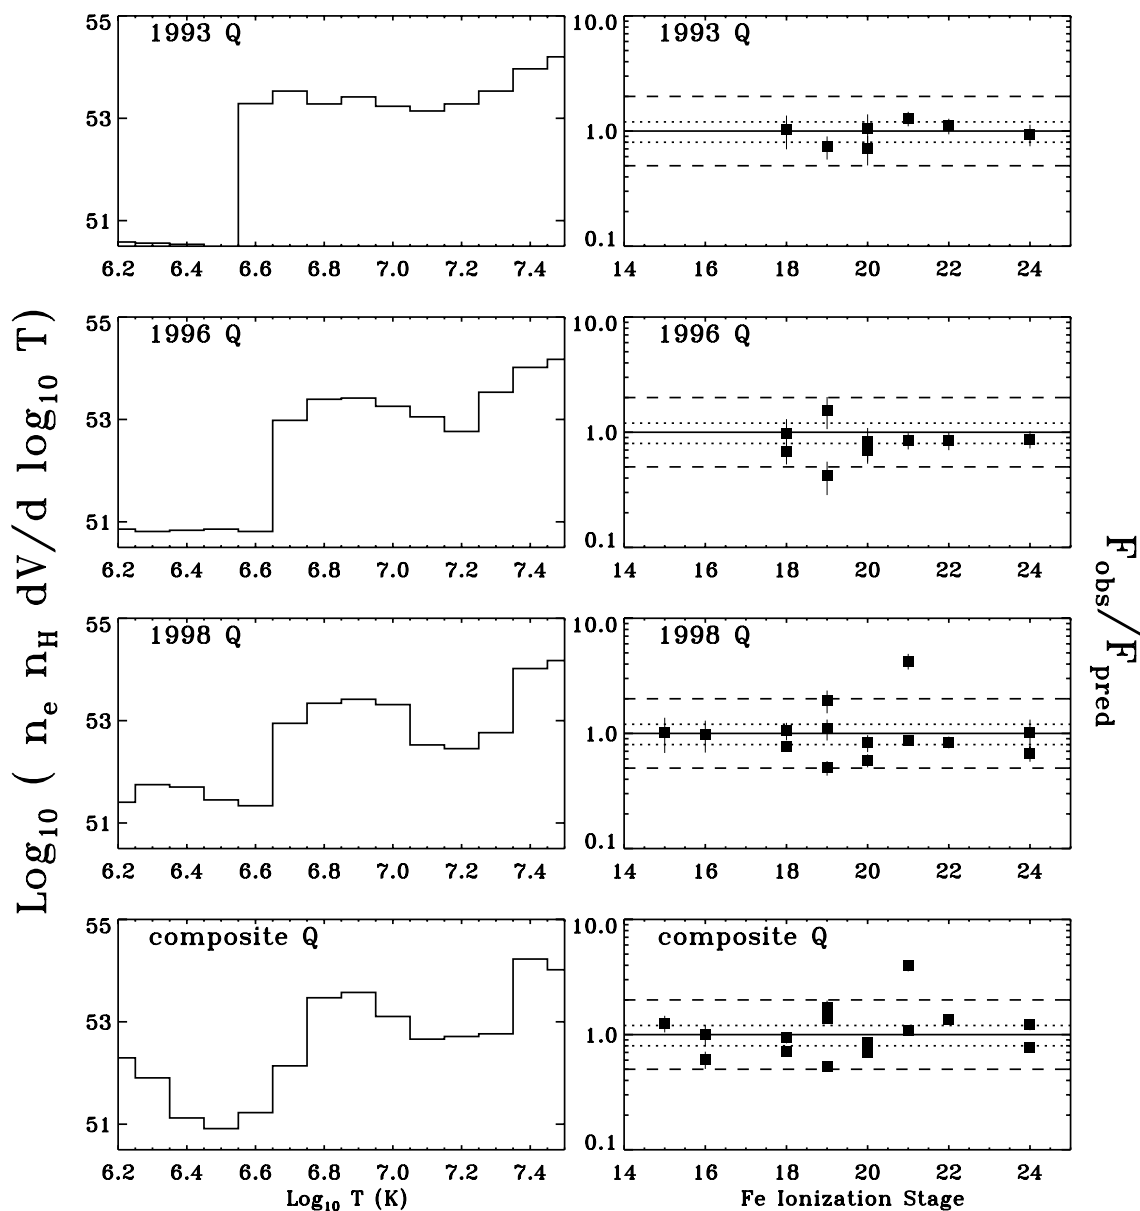 Log10 ( ne nH dV/d log10 T)
1993 Q
55
53
51
6.2 6.4 6.6 6.8 7.0 7.2 7.4
1993 Q
10.0
1.0
0.1
14 16 18 20 22 24
1996 Q
55
53
51
6.2 6.4 6.6 6.8 7.0 7.2 7.4
1996 Q
10.0
1.0
0.1
14 16 18 20 22 24
1998 Q
55
53
51
6.2 6.4 6.6 6.8 7.0 7.2 7.4
1998 Q
10.0
1.0
0.1
14 16 18 20 22 24
composite Q
55
53
51
6.2 6.4 6.6 6.8 7.0 7.2 7.4
Log10 T (K)
composite Q
10.0
1.0
0.1
14 16 18 20 22 24
Fe Ionization Stage
Fobs/Fpred